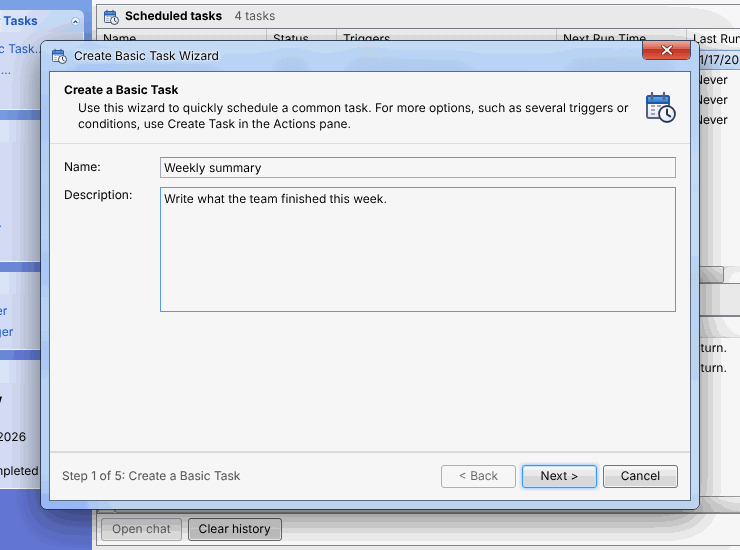 Tasks
Scheduled tasks 4 tasks
Name Status Triggers Next Run Time Last Run
Create Basic Task Wizard
c Task...
...
1/17/20
Never
Never
Never
Create a Basic Task
Use this wizard to quickly schedule a common task. For more options, such as several triggers or
conditions, use Create Task in the Actions pane.
Name: Weekly summary
Description: Write what the team finished this week.
er
ger
turn.
turn.
2026
mpleted
Step 1 of 5: Create a Basic Task
< Back Next > Cancel
Open chat Clear history